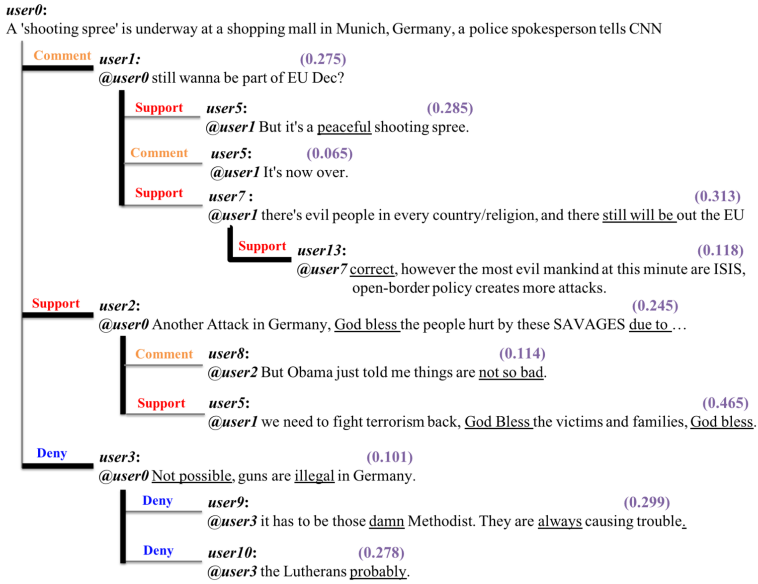 user0:
A 'shooting spree' is underway at a shopping mall in Munich, Germany, a police spokesperson tells CNN
Comment user1: (0.275)
@user0 still wanna be part of EU Dec?
Support user5: (0.285)
@user1 But it's a peaceful shooting spree.
Comment user5: (0.065)
@user1 It's now over.
Support user7: (0.313)
@user1 there's evil people in every country/religion, and there still will be out the EU
Support user13: (0.118)
@user7 correct, however the most evil mankind at this minute are ISIS,
open-border policy creates more attacks.
Support user2: (0.245)
@user0 Another Attack in Germany, God bless the people hurt by these SAVAGES due to …
Comment user8: (0.114)
@user2 But Obama just told me things are not so bad.
Support user5: (0.465)
@user1 we need to fight terrorism back, God Bless the victims and families, God bless.
Deny user3: (0.101)
@user0 Not possible, guns are illegal in Germany.
Deny user9: (0.299)
@user3 it has to be those damn Methodist. They are always causing trouble.
Deny user10: (0.278)
@user3 the Lutherans probably.